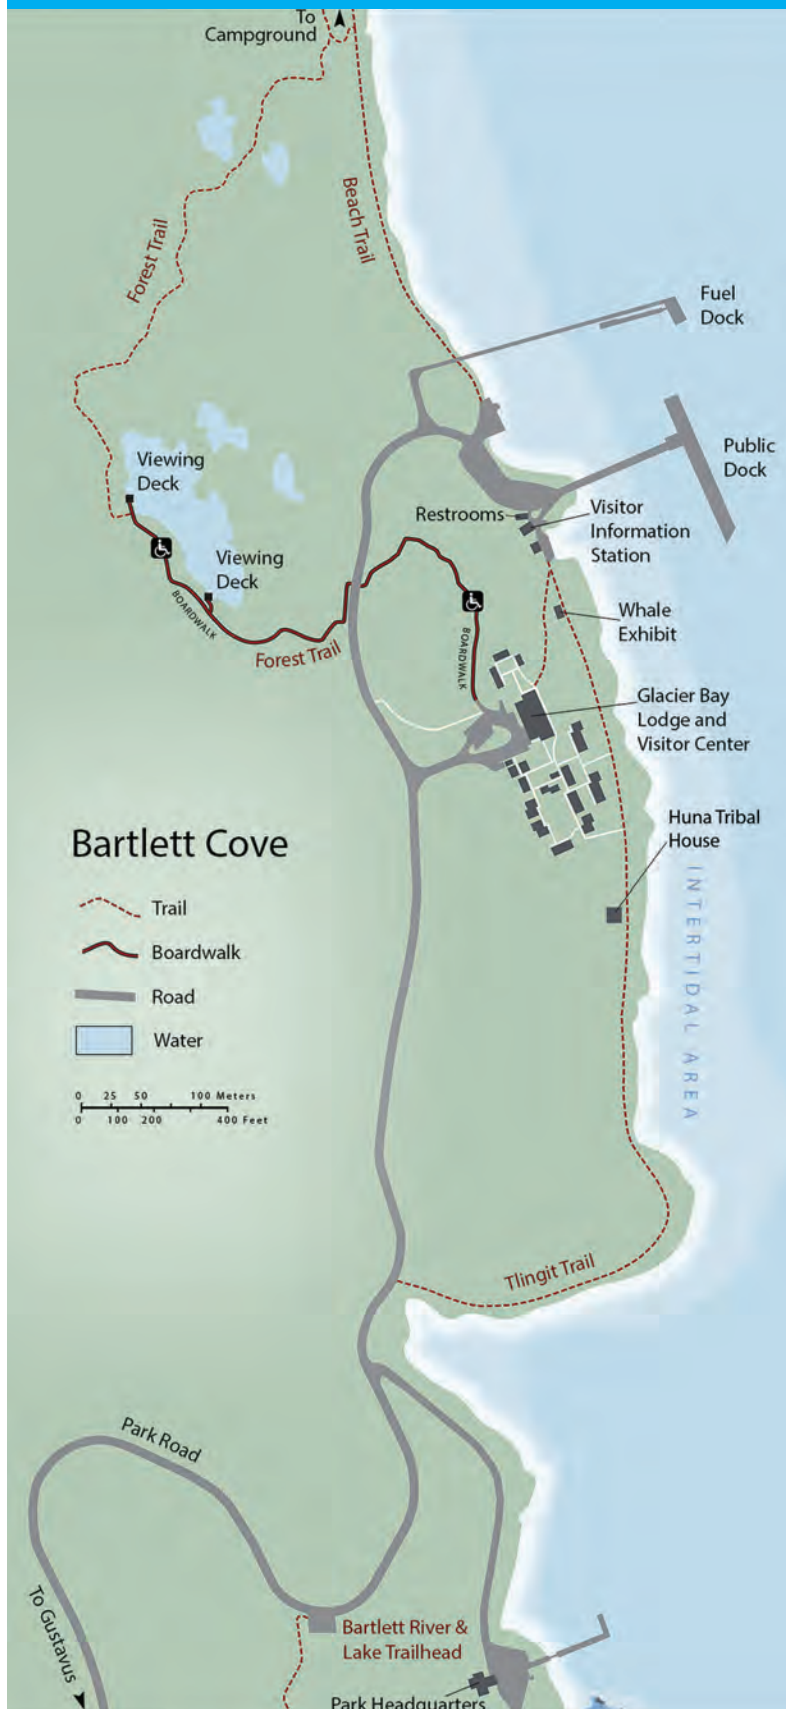 To
Campground
Forest Trail
Beach Trail
Fuel
Dock
Public
Dock
Viewing
Deck
Restrooms
Visitor
Information
Station
Viewing
Deck
BOARDWALK
Forest Trail
BOARDWALK
Whale
Exhibit
Glacier Bay
Lodge and
Visitor Center
Huna Tribal
House
Bartlett Cove
Trail
Boardwalk
Road
Water
0 25 50 100 Meters
0 100 200 400 Feet
INTERTIDAL AREA
Tlingit Trail
Park Road
To Gustavus
Bartlett River &
Lake Trailhead
Park Headquarters